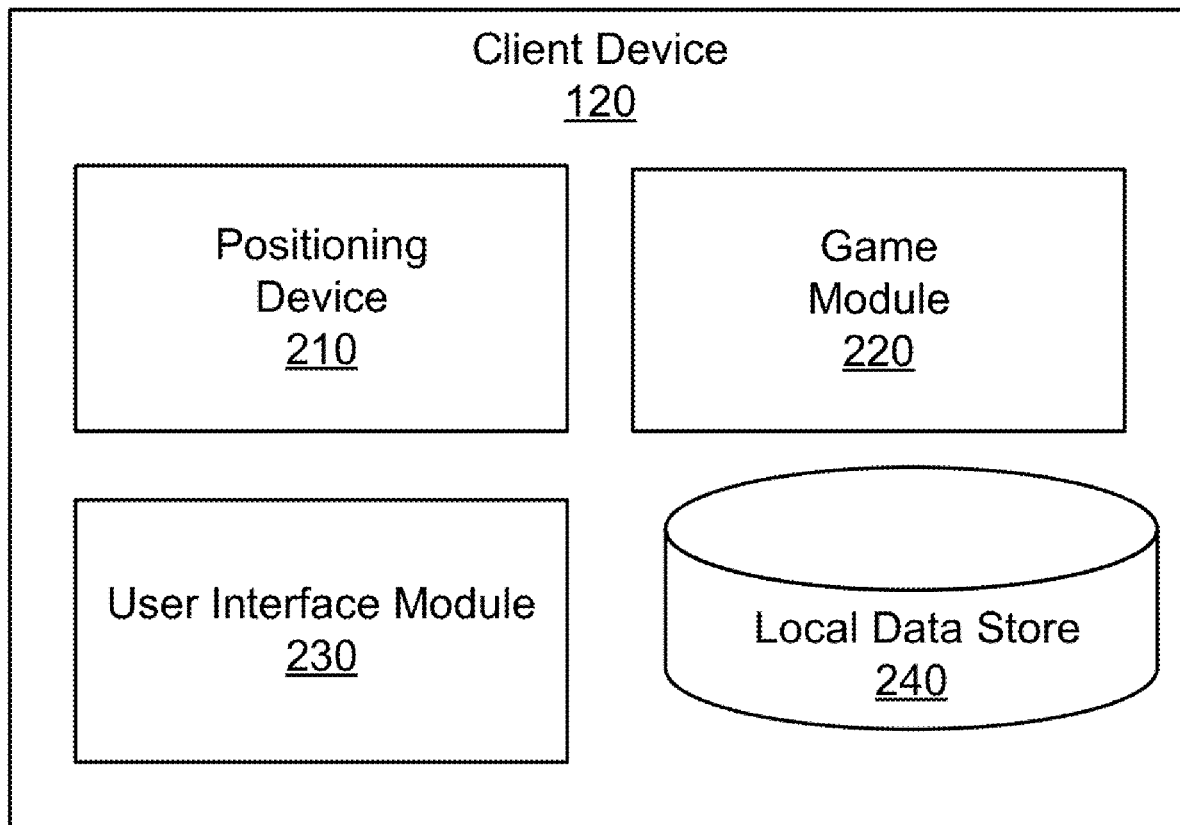 Client Device
120
Positioning
Device
210
Game
Module
220
User Interface Module
230
Local Data Store
240